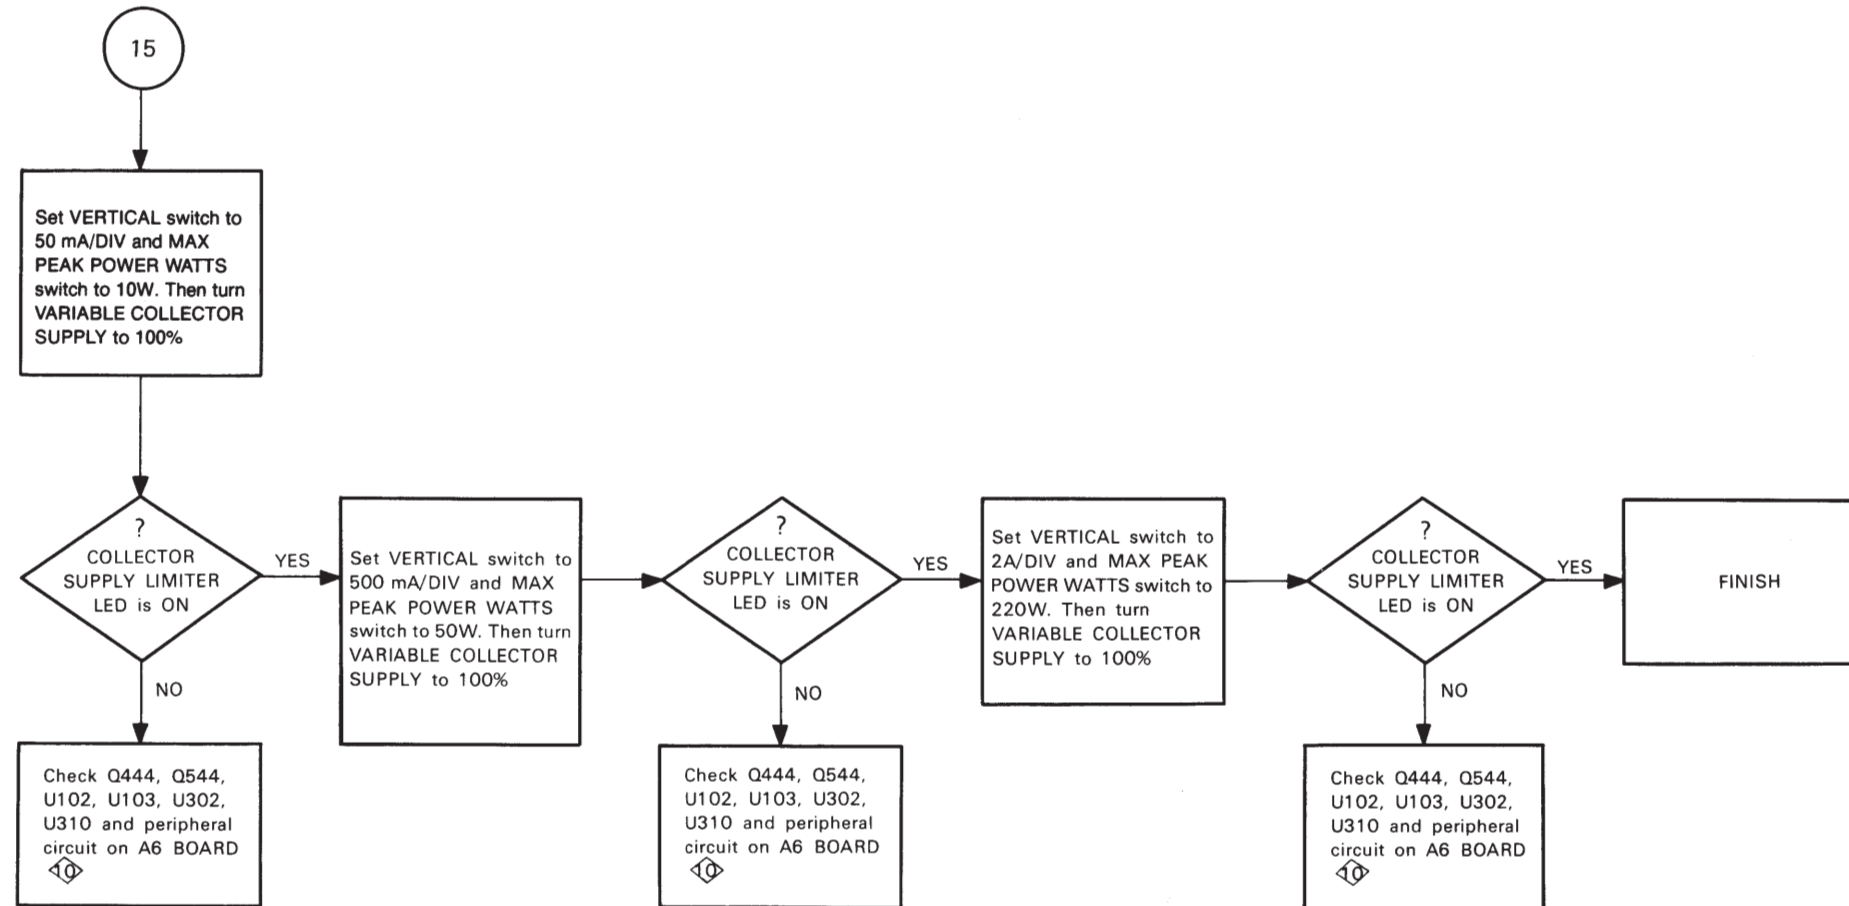 15
Set VERTICAL switch to
50 mA/DIV and MAX
PEAK POWER WATTS
switch to 10W. Then turn
VARIABLE COLLECTOR
SUPPLY to 100%
?
COLLECTOR
SUPPLY LIMITER
LED is ON
YES
NO
Check Q444, Q544,
U102, U103, U302,
U310 and peripheral
circuit on A6 BOARD
10
Set VERTICAL switch to
500 mA/DIV and MAX
PEAK POWER WATTS
switch to 50W. Then turn
VARIABLE COLLECTOR
SUPPLY to 100%
?
COLLECTOR
SUPPLY LIMITER
LED is ON
YES
NO
Check Q444, Q544,
U102, U103, U302,
U310 and peripheral
circuit on A6 BOARD
10
Set VERTICAL switch to
2A/DIV and MAX PEAK
POWER WATTS switch to
220W. Then turn
VARIABLE COLLECTOR
SUPPLY to 100%
?
COLLECTOR
SUPPLY LIMITER
LED is ON
YES
NO
Check Q444, Q544,
U102, U103, U302,
U310 and peripheral
circuit on A6 BOARD
10
FINISH